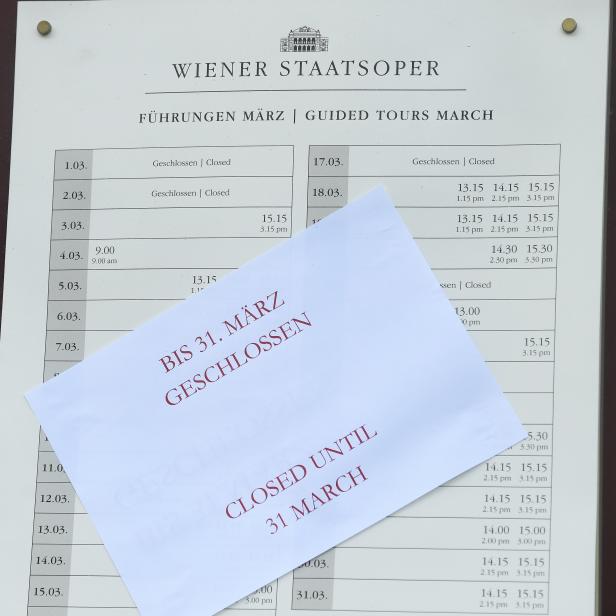 WIENER STAATSOPER
FÜHRUNGEN MÄRZ | GUIDED TOURS MARCH
1.03. Geschlossen | Closed
2.03. Geschlossen | Closed
3.03. 15.15
3.15 pm
4.03. 9.00
9.00 am
5.03. 13.15
6.03.
7.03.
11.03
12.03.
13.03.
14.03.
15.03.
17.03. Geschlossen | Closed
18.03. 13.15 14.15 15.15
1.15 pm 2.15 pm 3.15 pm
13.15 14.15 15.15
1.15 pm 2.15 pm 3.15 pm
14.30 15.30
2.30 pm 3.30 pm
| Closed
13.00
pm
15.15
3.15 pm
14.15 15.15
2.15 pm 3.15 pm
14.15 15.15
2.15 pm 3.15 pm
14.00 15.00
2.00 pm 3.00 pm
14.15 15.15
2.15 pm 3.15 pm
31.03. 14.15 15.15
2.15 pm 3.15 pm
BIS 31. MÄRZ
GESCHLOSSEN
CLOSED UNTIL
31 MARCH